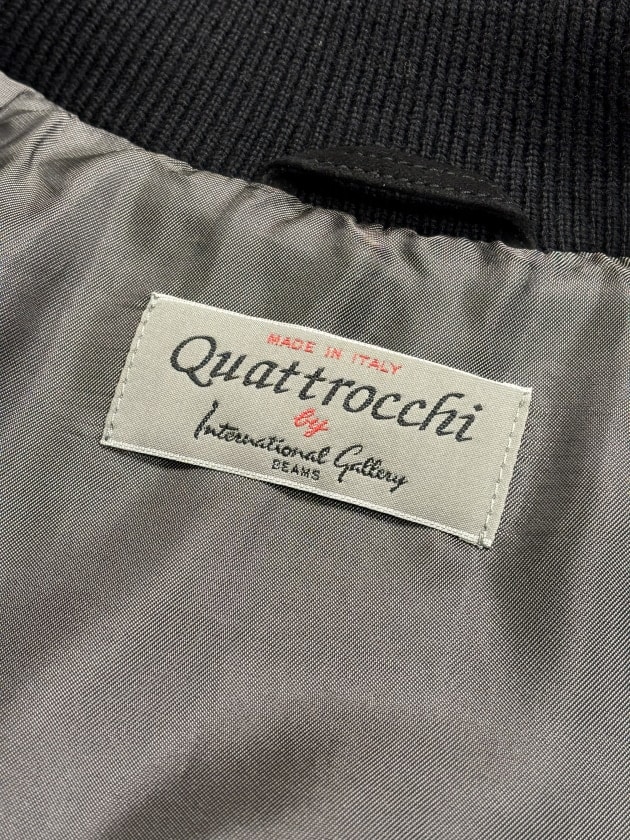 MADE IN ITALY
Quattrocchi
by
International Gallery
BEAMS